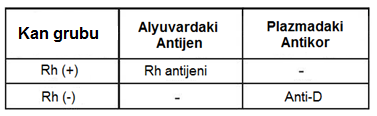 Kan grubu | Alyuvardaki Antijen | Plazmadaki Antikor
Rh (+) | Rh antijeni | -
Rh (-) | - | Anti-D